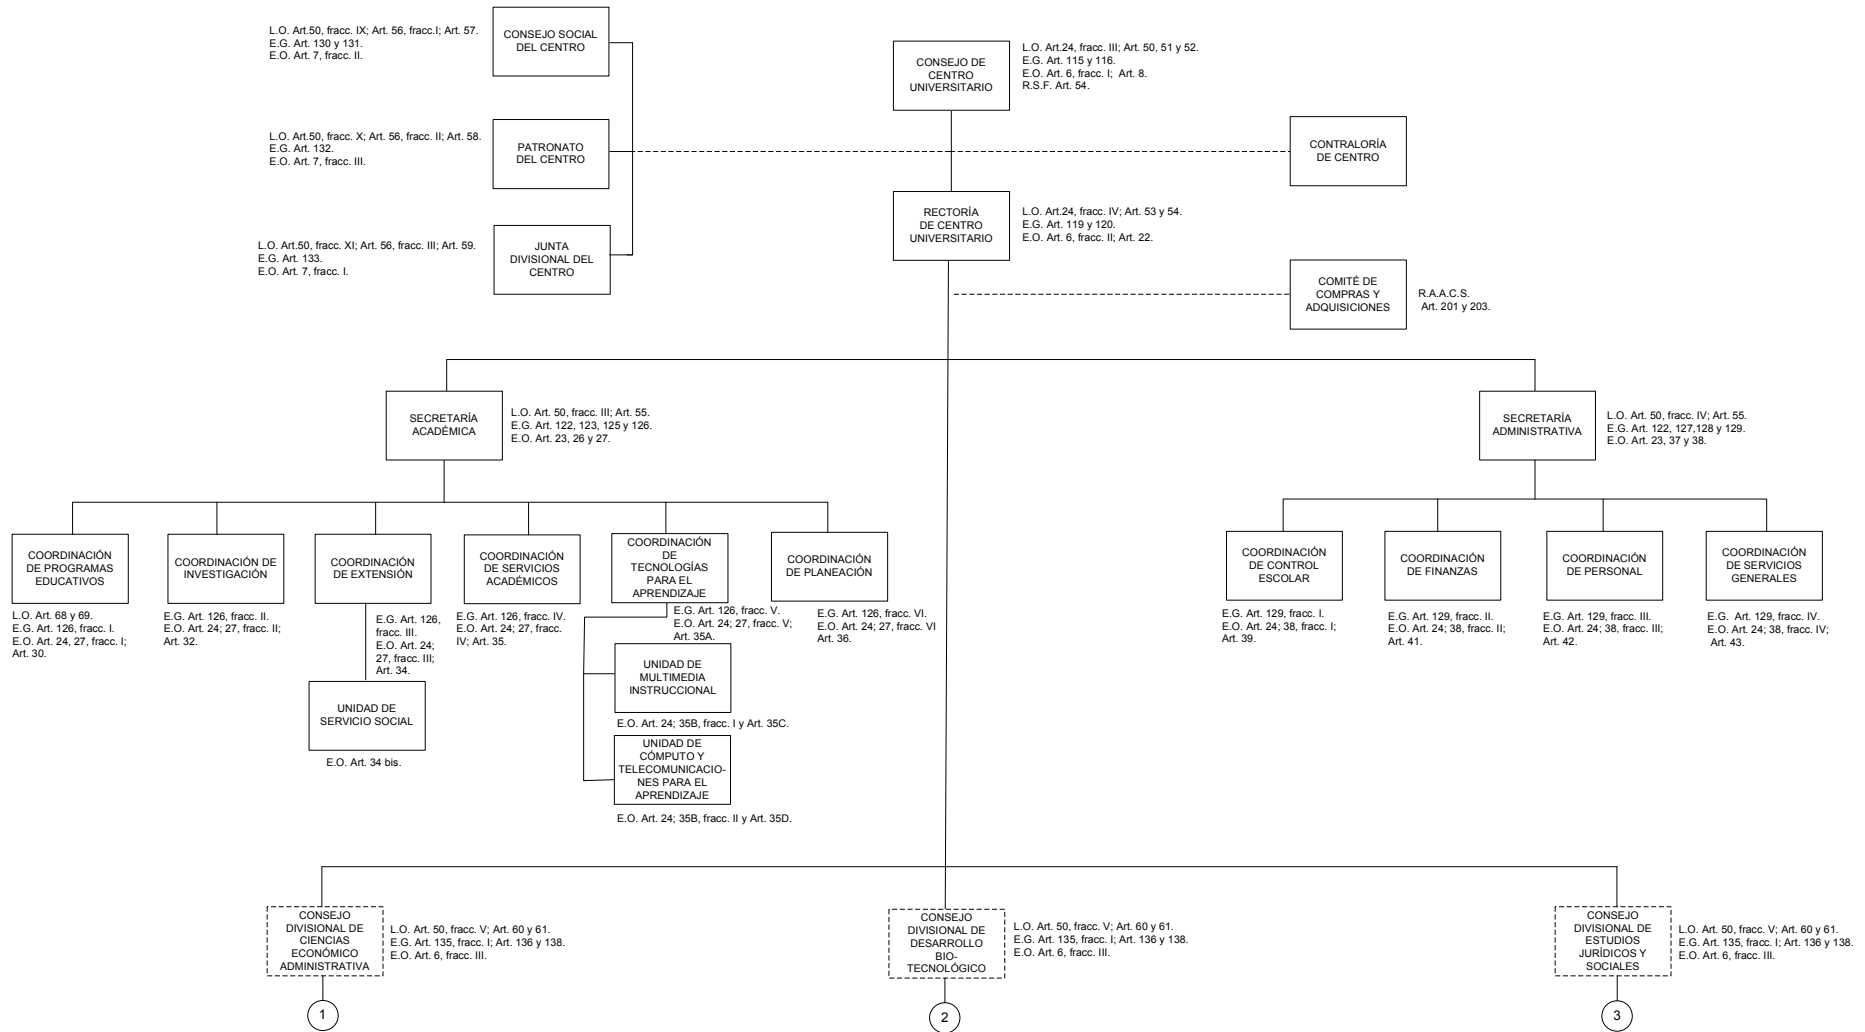 L.O. Art.50, fracc. IX; Art. 56, fracc.I; Art. 57.
E.G. Art. 130 y 131.
E.O. Art. 7, fracc. II.
CONSEJO SOCIAL
DEL CENTRO
CONSEJO DE
CENTRO
UNIVERSITARIO
L.O. Art.24, fracc. III; Art. 50, 51 y 52.
E.G. Art. 115 y 116.
E.O. Art. 6, fracc. I; Art. 8.
R.S.F. Art. 54.
L.O. Art.50, fracc. X; Art. 56, fracc. II; Art. 58.
E.G. Art. 132.
E.O. Art. 7, fracc. III.
PATRONATO
DEL CENTRO
CONTRALORÍA
DE CENTRO
RECTORÍA
DE CENTRO
UNIVERSITARIO
L.O. Art.24, fracc. IV; Art. 53 y 54.
E.G. Art. 119 y 120.
E.O. Art. 6, fracc. II; Art. 22.
L.O. Art.50, fracc. XI; Art. 56, fracc. III; Art. 59.
E.G. Art. 133.
E.O. Art. 7, fracc. I.
JUNTA
DIVISIONAL DEL
CENTRO
COMITÉ DE
COMPRAS Y
ADQUISICIONES
R.A.A.C.S.
Art. 201 y 203.
SECRETARÍA
ACADÉMICA
L.O. Art. 50, fracc. III; Art. 55.
E.G. Art. 122, 123, 125 y 126.
E.O. Art. 23, 26 y 27.
SECRETARÍA
ADMINISTRATIVA
L.O. Art. 50, fracc. IV; Art. 55.
E.G. Art. 122, 127,128 y 129.
E.O. Art. 23, 37 y 38.
COORDINACIÓN
DE PROGRAMAS
EDUCATIVOS
L.O. Art. 68 y 69.
E.G. Art. 126, fracc. I.
E.O. Art. 24, 27, fracc. I;
Art. 30.
COORDINACIÓN DE
INVESTIGACIÓN
E.G. Art. 126, fracc. II.
E.O. Art. 24; 27, fracc. II;
Art. 32.
COORDINACIÓN
DE EXTENSIÓN
E.G. Art. 126,
fracc. III.
E.O. Art. 24;
27, fracc. III;
Art. 34.
UNIDAD DE
SERVICIO SOCIAL
E.O. Art. 34 bis.
COORDINACIÓN
DE SERVICIOS
ACADÉMICOS
E.G. Art. 126, fracc. IV.
E.O. Art. 24; 27, fracc.
IV; Art. 35.
COORDINACIÓN
DE
TECNOLOGÍAS
PARA EL
APRENDIZAJE
E.G. Art. 126, fracc. V.
E.O. Art. 24; 27, fracc. V;
Art. 35A.
UNIDAD DE
MULTIMEDIA
INSTRUCCIONAL
E.O. Art. 24; 35B, fracc. I y Art. 35C.
UNIDAD DE
CÓMPUTO Y
TELECOMUNICACIO-
NES PARA EL
APRENDIZAJE
E.O. Art. 24; 35B, fracc. II y Art. 35D.
COORDINACIÓN
DE PLANEACIÓN
E.G. Art. 126, fracc. VI.
E.O. Art. 24; 27, fracc. VI
Art. 36.
COORDINACIÓN
DE CONTROL
ESCOLAR
E.G. Art. 129, fracc. I.
E.O. Art. 24; 38, fracc. I;
Art. 39.
COORDINACIÓN
DE FINANZAS
E.G. Art. 129, fracc. II.
E.O. Art. 24; 38, fracc. II;
Art. 41.
COORDINACIÓN
DE PERSONAL
E.G. Art. 129, fracc. III.
E.O. Art. 24; 38, fracc. III;
Art. 42.
COORDINACIÓN
DE SERVICIOS
GENERALES
E.G. Art. 129, fracc. IV.
E.O. Art. 24; 38, fracc. IV;
Art. 43.
CONSEJO
DIVISIONAL DE
CIENCIAS
ECONÓMICO
ADMINISTRATIVA
L.O. Art. 50, fracc. V; Art. 60 y 61.
E.G. Art. 135, fracc. I; Art. 136 y 138.
E.O. Art. 6, fracc. III.
1
CONSEJO
DIVISIONAL DE
DESARROLLO
BIO-
TECNOLÓGICO
L.O. Art. 50, fracc. V; Art. 60 y 61.
E.G. Art. 135, fracc. I; Art. 136 y 138.
E.O. Art. 6, fracc. III.
2
CONSEJO
DIVISIONAL DE
ESTUDIOS
JURÍDICOS Y
SOCIALES
L.O. Art. 50, fracc. V; Art. 60 y 61.
E.G. Art. 135, fracc. I; Art. 136 y 138.
E.O. Art. 6, fracc. III.
3